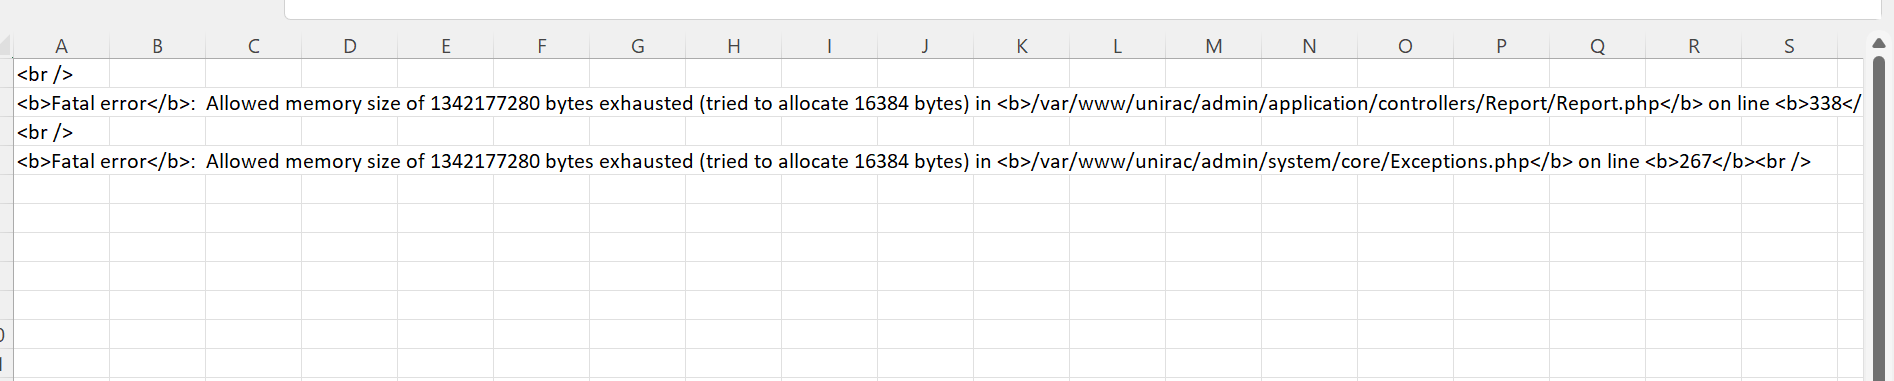 A B C D E F G H I J K L M N O P Q R S
<br />
<b>Fatal error</b>:  Allowed memory size of 1342177280 bytes exhausted (tried to allocate 16384 bytes) in <b>/var/www/unirac/admin/application/controllers/Report/Report.php</b> on line <b>338</
<br />
<b>Fatal error</b>:  Allowed memory size of 1342177280 bytes exhausted (tried to allocate 16384 bytes) in <b>/var/www/unirac/admin/system/core/Exceptions.php</b> on line <b>267</b><br />